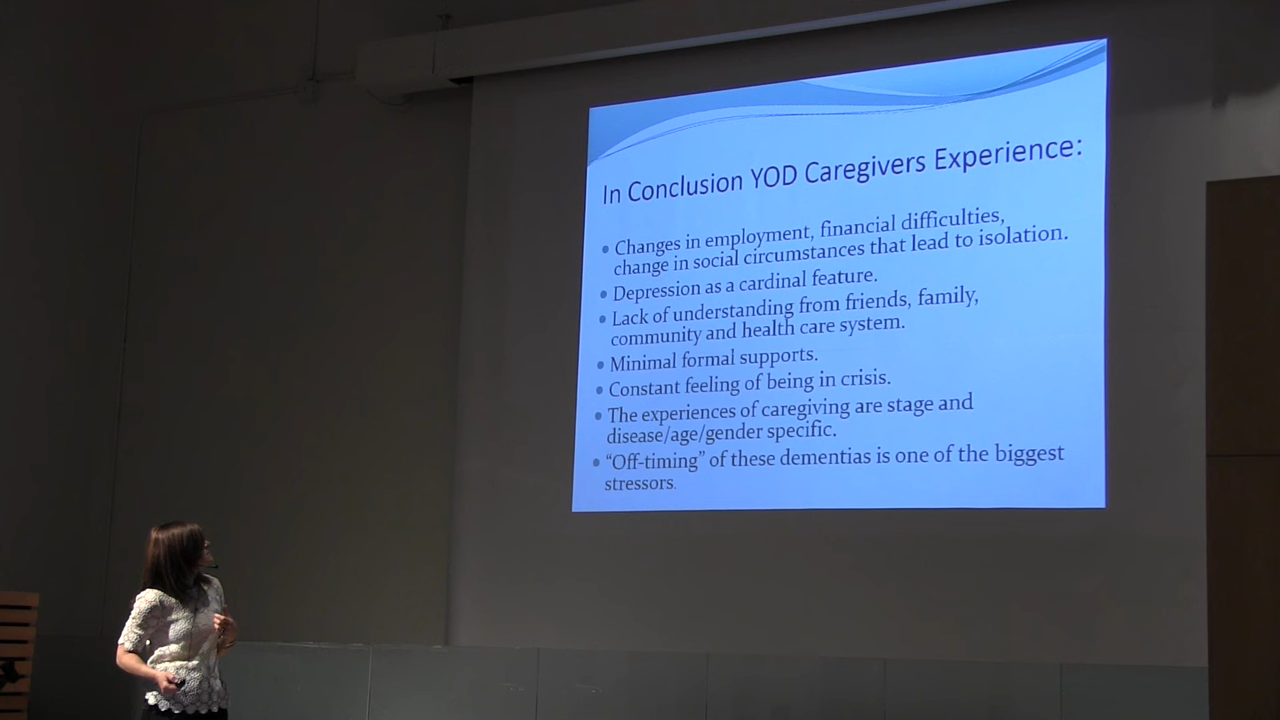 In Conclusion YOD Caregivers Experience:
Changes in employment, financial difficulties,
change in social circumstances that lead to isolation.
Depression as a cardinal feature.
Lack of understanding from friends, family,
community and health care system.
Minimal formal supports.
Constant feeling of being in crisis.
The experiences of caregiving are stage and
disease/age/gender specific.
“Off-timing” of these dementias is one of the biggest
stressors.